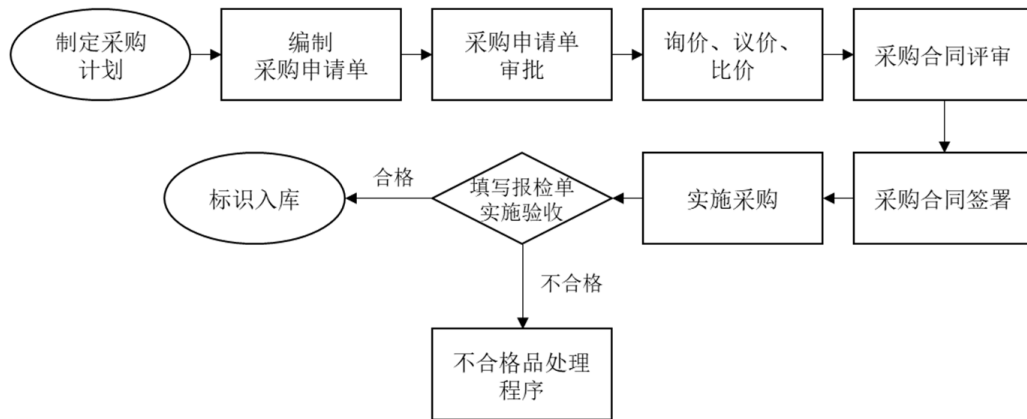 制定采购
计划
编制
采购申请单
采购申请单
审批
询价、议价、
比价
采购合同评审
采购合同签署
实施采购
填写报检单
实施验收
合格
标识入库
不合格
不合格品处理
程序